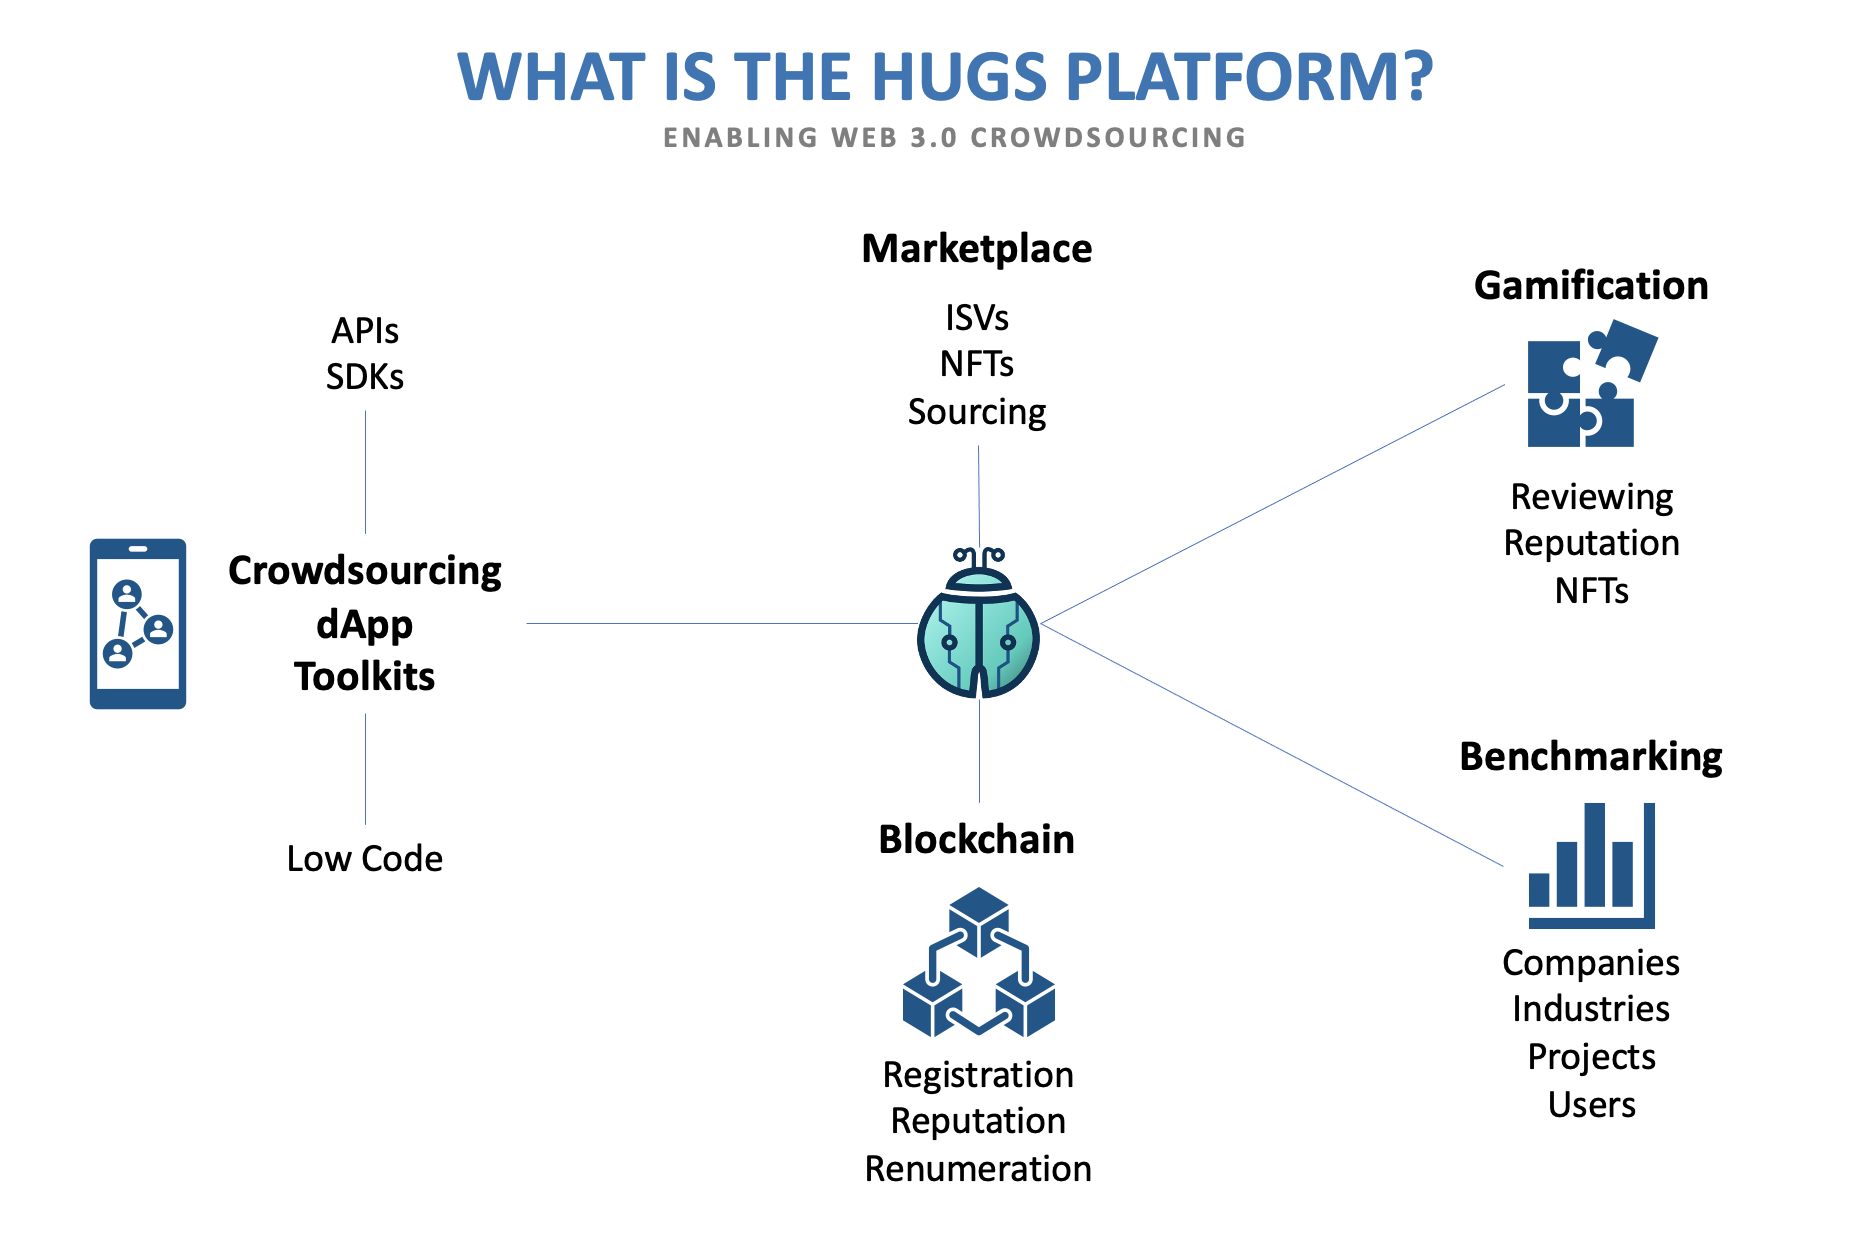 WHAT IS THE HUGS PLATFORM?
ENABLING WEB 3.0 CROWDSOURCING
APIs
SDKs
Crowdsourcing
dApp
Toolkits
Low Code
Marketplace
ISVs
NFTs
Sourcing
Blockchain
Registration
Reputation
Renumeration
Gamification
Reviewing
Reputation
NFTs
Benchmarking
Companies
Industries
Projects
Users